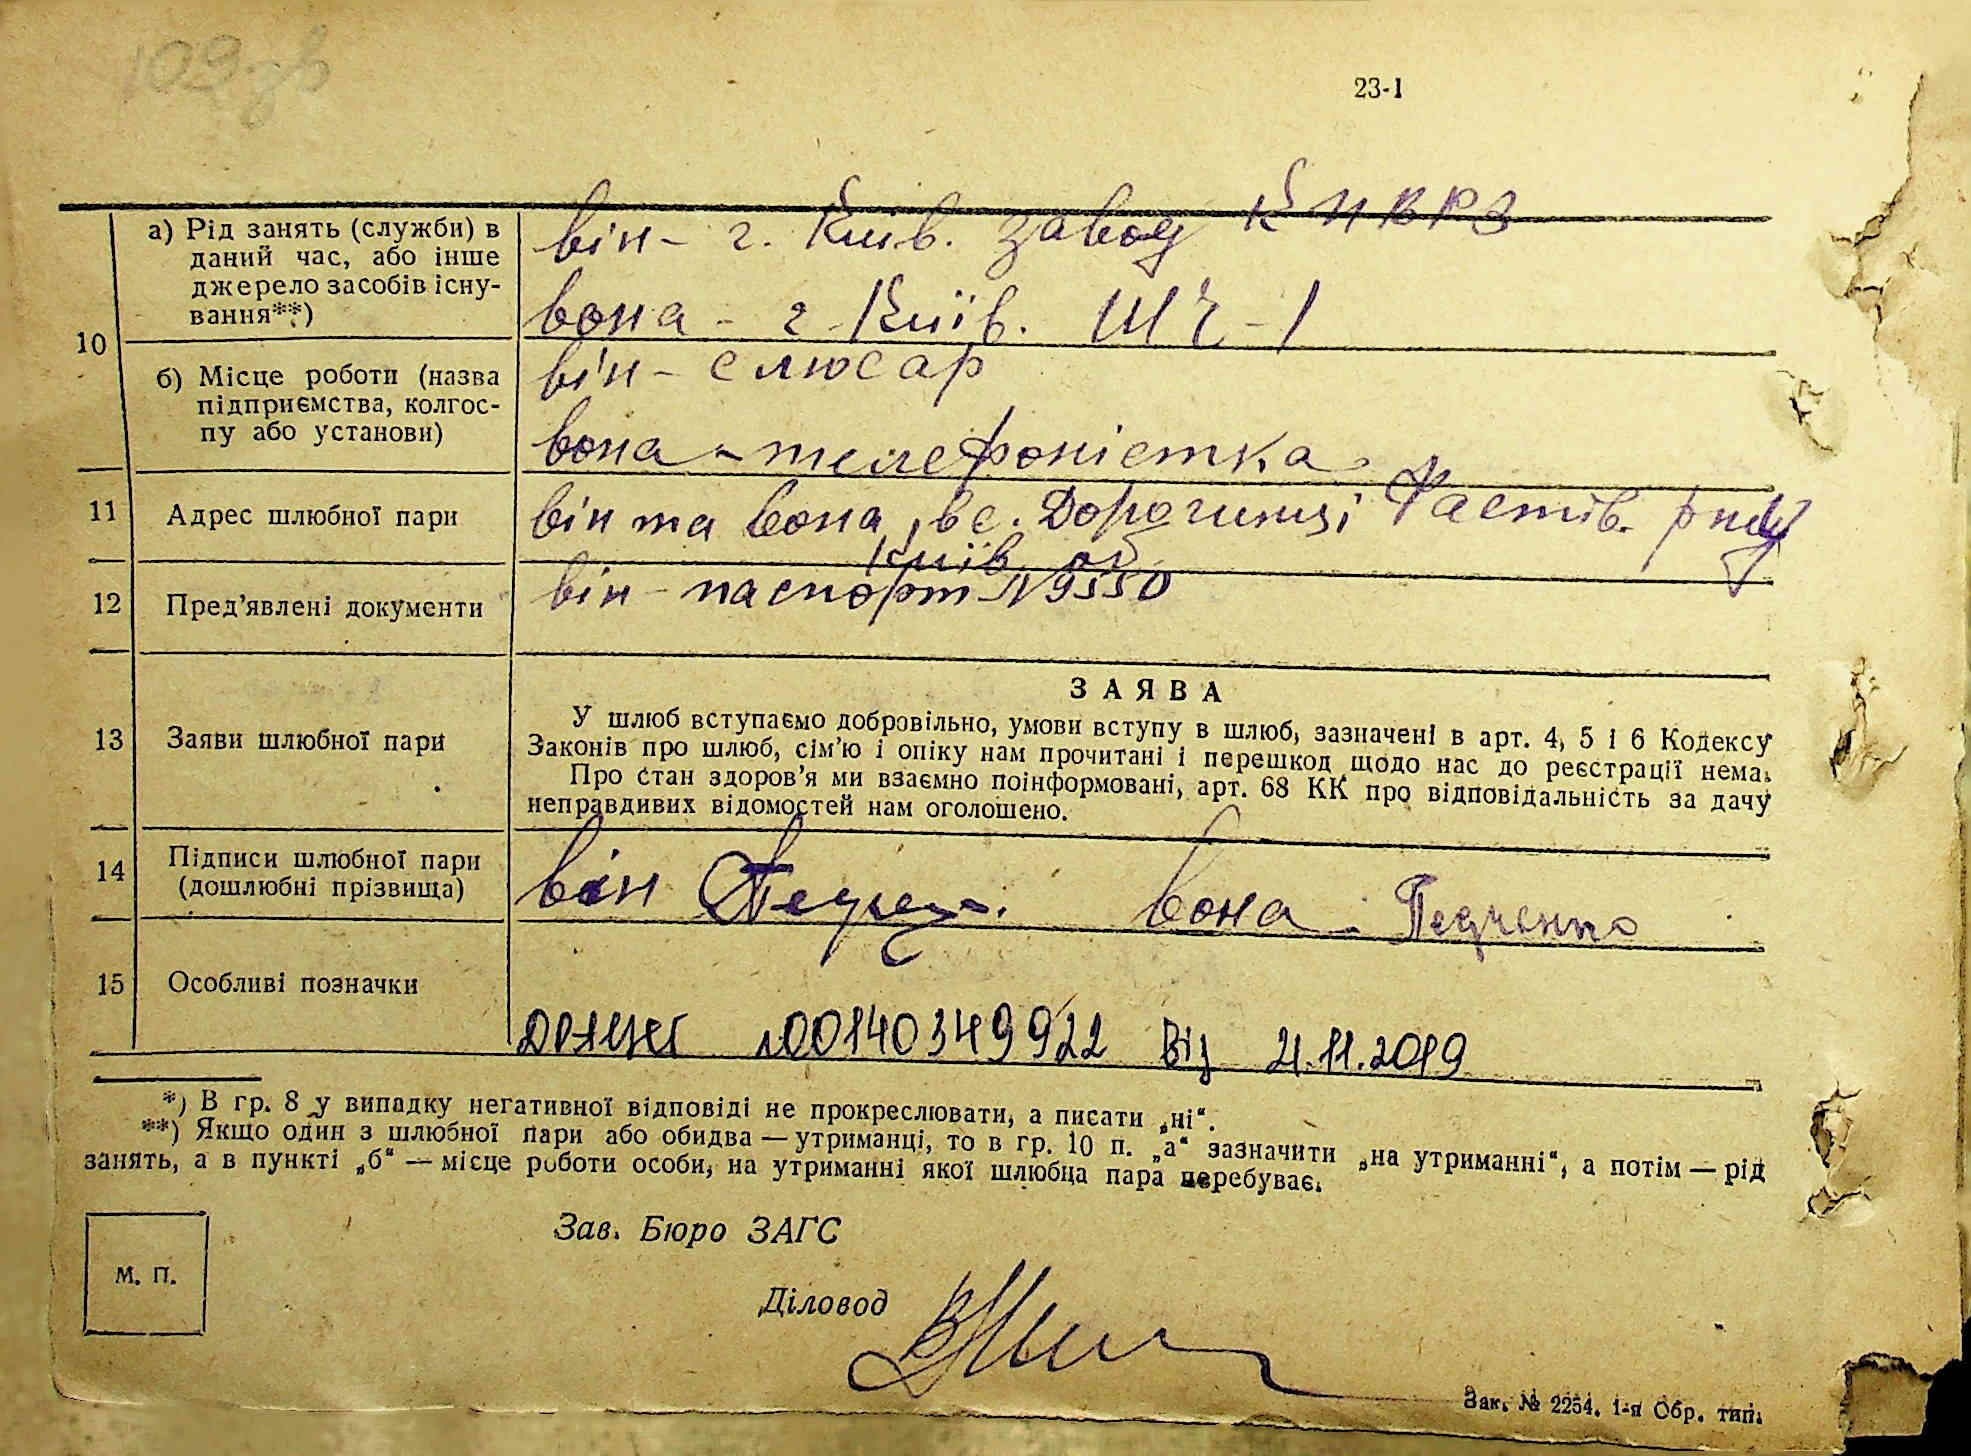 109 зв
23-1
10
а) Рід занять (служби) в
даний час, або інше
джерело засобів існу-
вання**)
він - г. Київ. завод КИВРЗ
вона - г. Київ. ШЧ-1
б) Місце роботи (назва
підприємства, колгос-
пу або установи)
він - слюсар
вона - телефоністка
11 Адрес шлюбної пари
він та вона, в с. Дорогинці Фастів. р-ну
Київ. об
12 Пред'явлені документи
він - паспорт N 9550
13 Заяви шлюбної пари
ЗАЯВА
У шлюб вступаємо добровільно, умови вступу в шлюб, зазначені в арт. 4, 5 і 6 Кодексу
Законів про шлюб, сім'ю і опіку нам прочитані і перешкод щодо нас до реєстрації нема.
Про стан здоров'я ми взаємно поінформовані, арт. 68 КК про відповідальність за дачу
неправдивих відомостей нам оголошено.
14 Підписи шлюбної пари
(дошлюбні прізвища)
він вона - Педченко
15 Особливі позначки
00140349922 від 21.11.2019
*) В гр. 8 у випадку негативної відповіді не прокреслювати, а писати „ні“.
**) Якщо один з шлюбної пари або обидва — утриманці, то в гр. 10 п. „а“ зазначити „на утриманні“, а потім — рід
занять, а в пункті „б“ — місце роботи особи, на утриманні якої шлюбна пара перебуває.
Зав. Бюро ЗАГС
м. п.
Діловод
Зак. № 2254. 1-я Обр. тип.